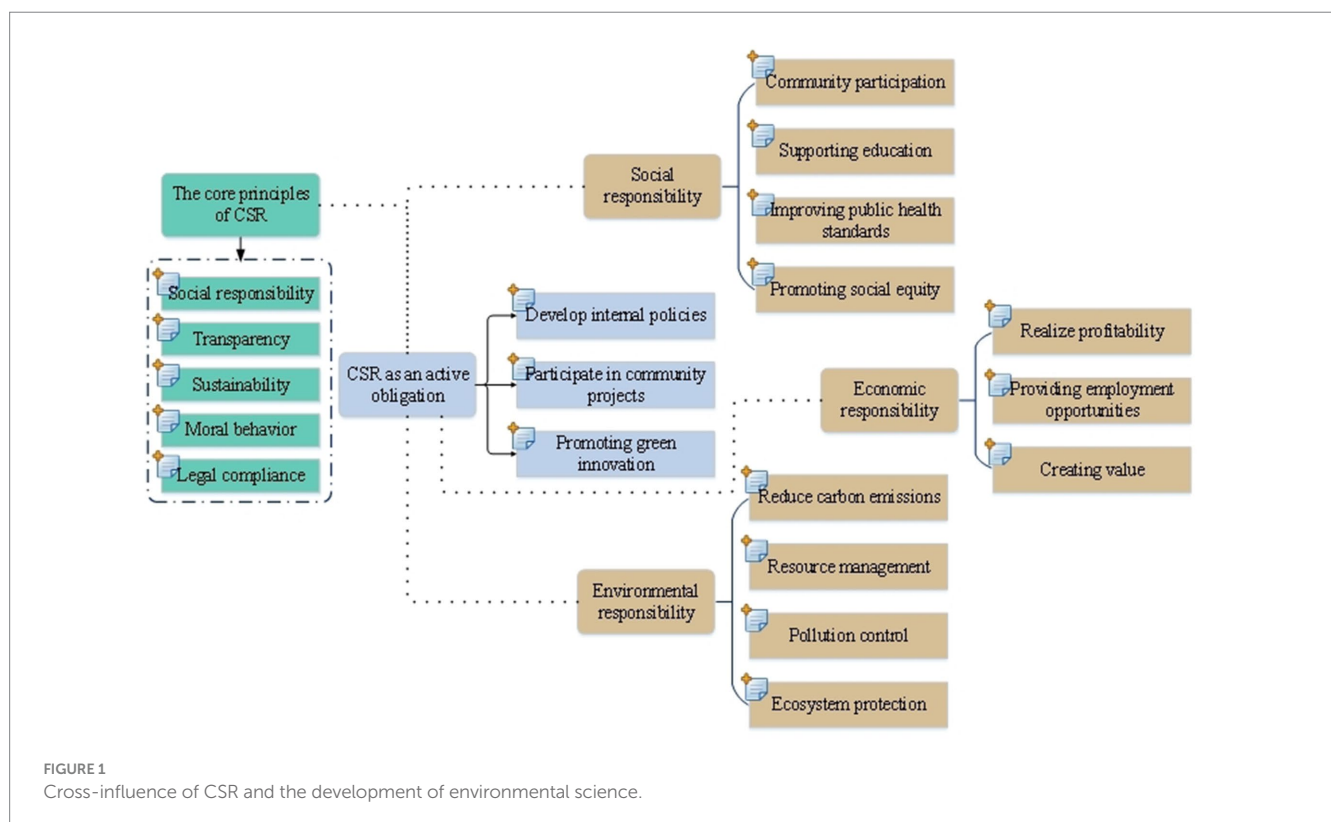 The core principles
of CSR
Social responsibility
Transparency
Sustainability
Moral behavior
Legal compliance
CSR as an active
obligation
Develop internal policies
Participate in community
projects
Promoting green
innovation
Social
responsibility
Community participation
Supporting education
Improving public health
standards
Promoting social equity
Economic
responsibility
Realize profitability
Providing employment
opportunities
Creating value
Environmental
responsibility
Reduce carbon emissions
Resource management
Pollution control
Ecosystem protection
FIGURE 1
Cross-influence of CSR and the development of environmental science.